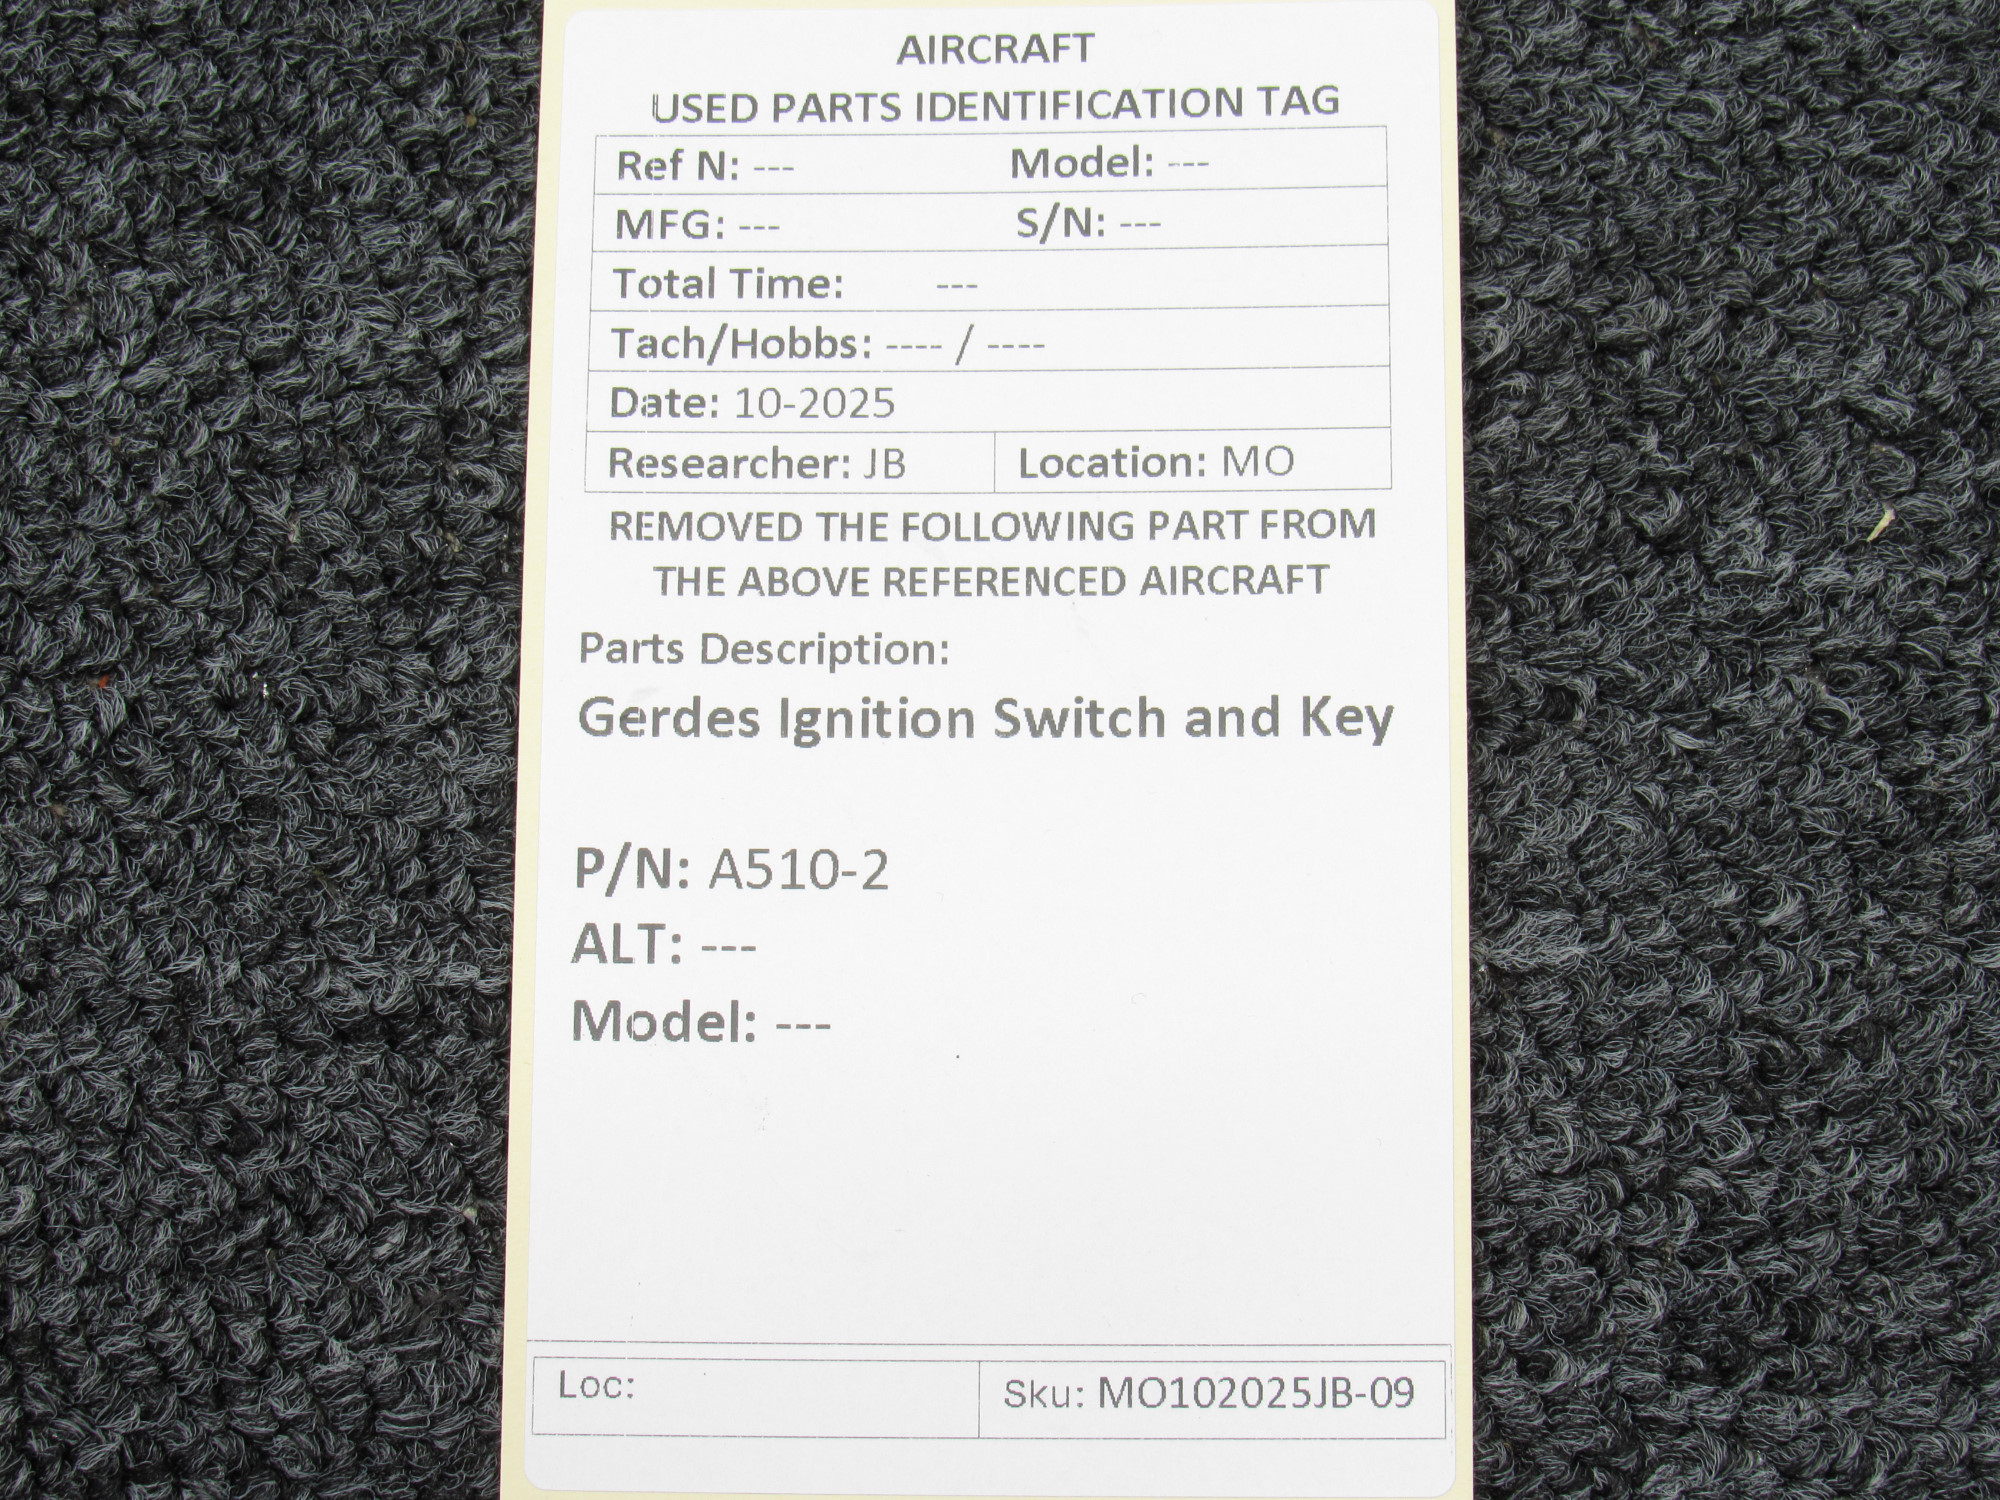 AIRCRAFT
USED PARTS IDENTIFICATION TAG
Ref N: --- Model: ---
MFG: --- S/N: ---
Total Time: ---
Tach/Hobbs: ---- / ----
Date: 10-2025
Researcher: JB Location: MO
REMOVED THE FOLLOWING PART FROM
THE ABOVE REFERENCED AIRCRAFT
Parts Description:
Gerdes Ignition Switch and Key
P/N: A510-2
ALT: ---
Model: ---
Loc: Sku: MO102025JB-09